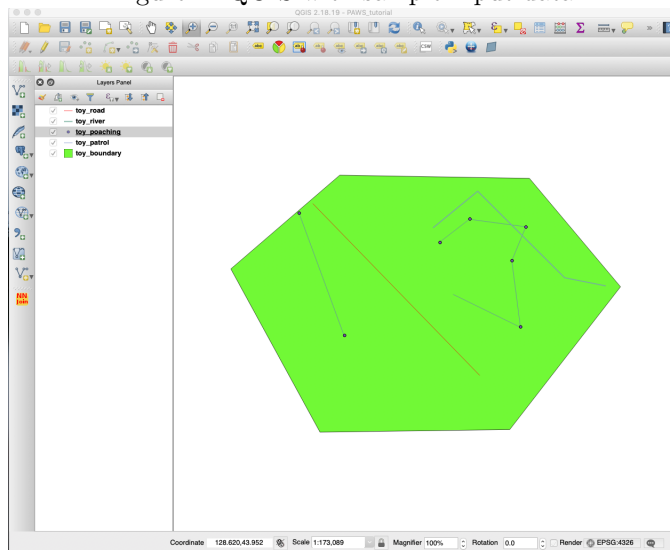 QGIS 2.18.19 - PAWS_tutorial
Layers Panel
toy_road
toy_river
toy_poaching
toy_patrol
toy_boundary
NN
Join
Coordinate 128.620,43.952 Scale 1:173,089 Magnifier 100% Rotation 0.0 Render EPSG:4326